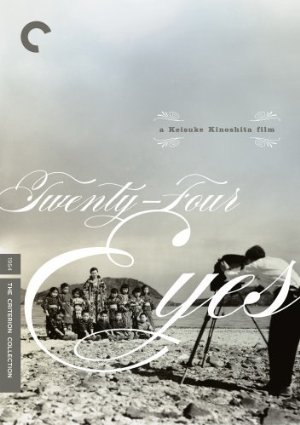 a Keisuke Kinoshita film
Twenty-Four
Eyes
1954
THE CRITERION COLLECTION